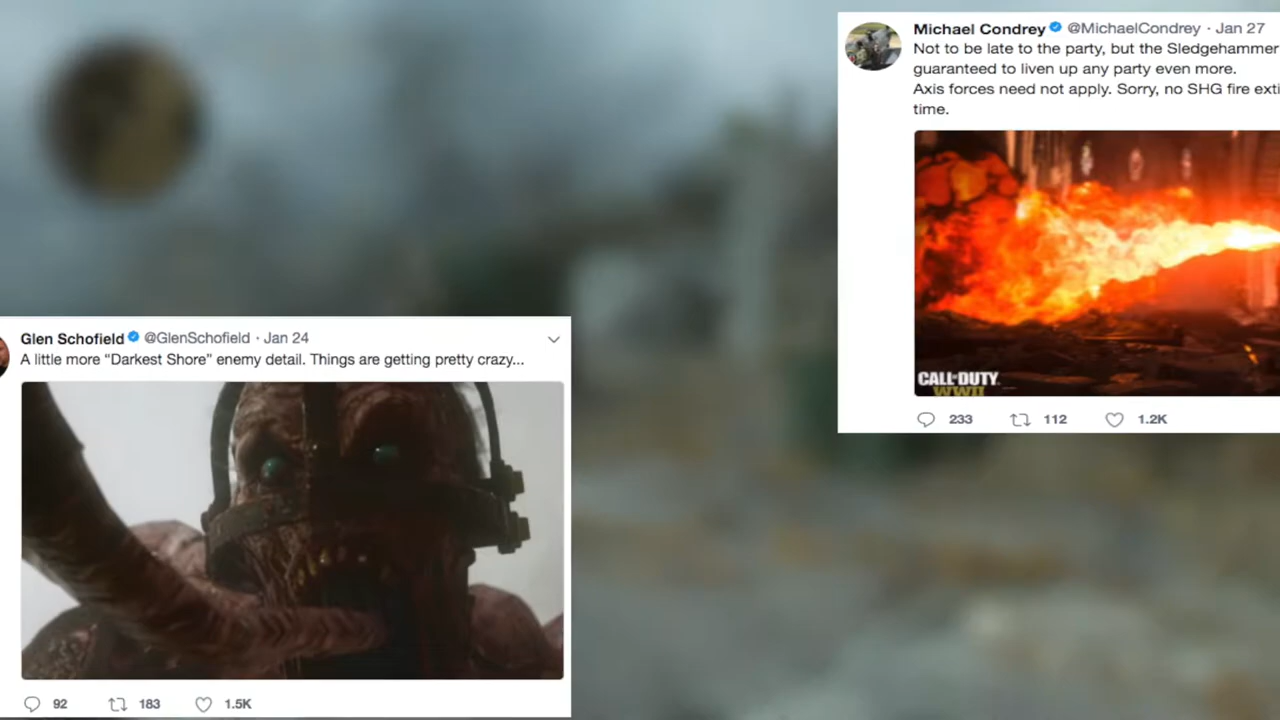 Michael Condrey @MichaelCondrey · Jan 27
Not to be late to the party, but the Sledgehammer
guaranteed to liven up any party even more.
Axis forces need not apply. Sorry, no SHG fire exti
time.
CALL OF DUTY
WWII
233 112 1.2K
Glen Schofield @GlenSchofield · Jan 24
A little more “Darkest Shore” enemy detail. Things are getting pretty crazy...
92 183 1.5K